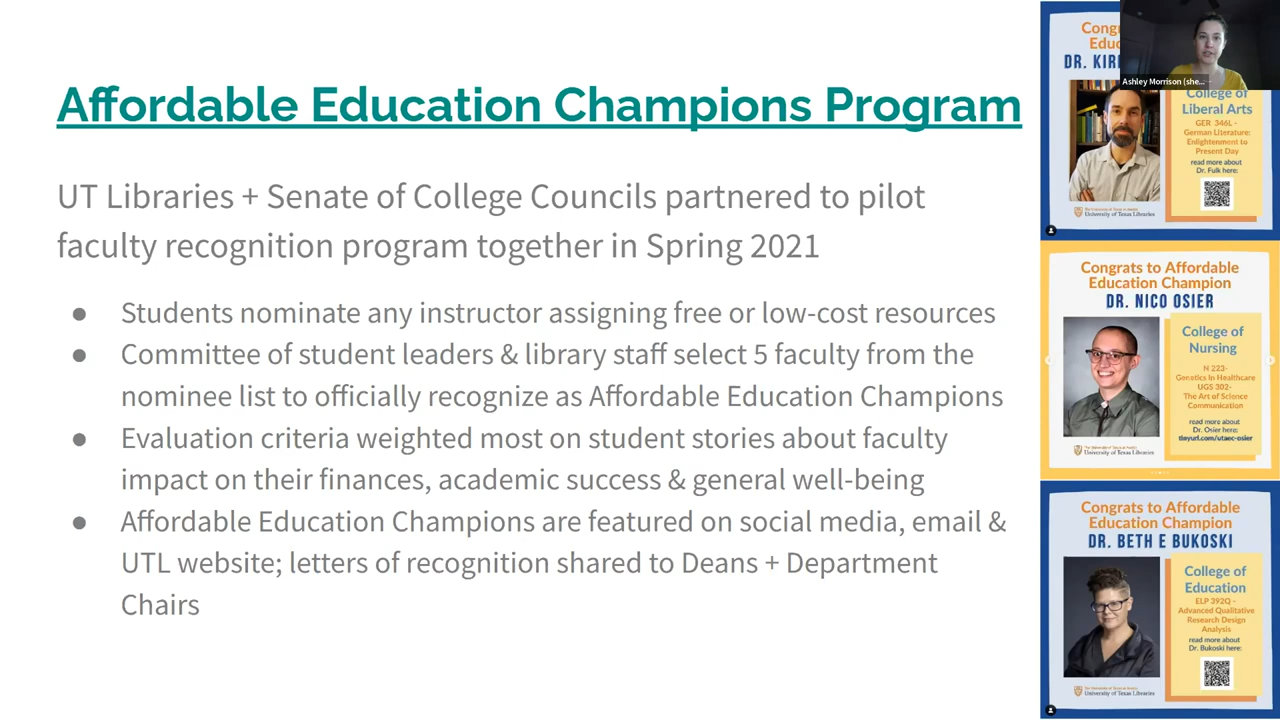 Affordable Education Champions Program
UT Libraries + Senate of College Councils partnered to pilot
faculty recognition program together in Spring 2021
● Students nominate any instructor assigning free or low-cost resources
● Committee of student leaders & library staff select 5 faculty from the
nominee list to officially recognize as Affordable Education Champions
● Evaluation criteria weighted most on student stories about faculty
impact on their finances, academic success & general well-being
● Affordable Education Champions are featured on social media, email &
UTL website; letters of recognition shared to Deans + Department
Chairs
Ashley Morrison (she...
College of
Liberal Arts
GER 346L -
German Literature:
Enlightenment to
Present Day
read more about
Dr. Fulk here:
University of Texas Libraries
Congrats to Affordable
Education Champion
DR. NICO OSIER
College of
Nursing
N 223-
Genetics In Healthcare
UGS 302-
The Art of Science
Communication
read more about
Dr. Osier here:
tinyurl.com/utaec-osier
University of Texas Libraries
Congrats to Affordable
Education Champion
DR. BETH E BUKOSKI
College of
Education
ELP 392Q -
Advanced Qualitative
Research Design
Analysis
read more about
Dr. Bukoski here:
University of Texas Libraries